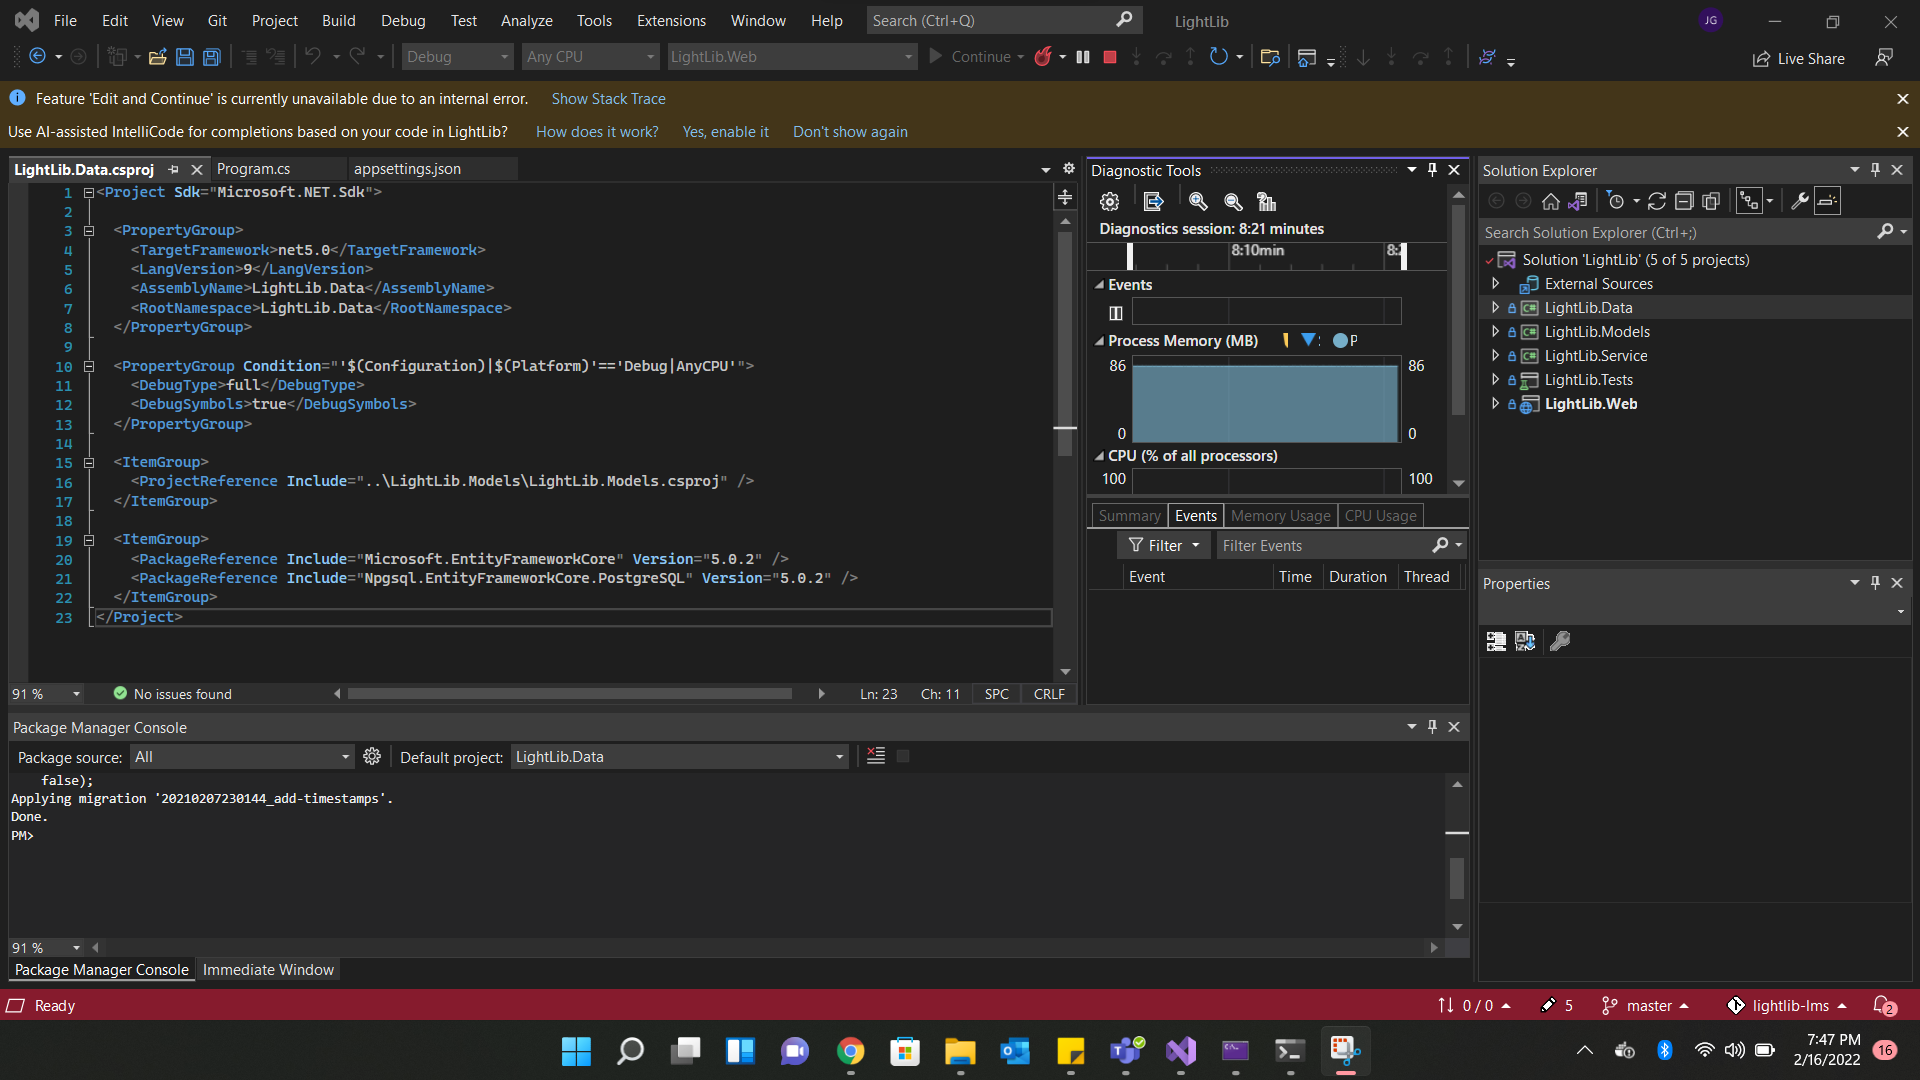 File Edit View Git Project Build Debug Test Analyze Tools Extensions Window Help Search (Ctrl+Q) LightLib JG
Debug Any CPU LightLib.Web Continue Live Share
Feature 'Edit and Continue' is currently unavailable due to an internal error. Show Stack Trace
Use AI-assisted IntelliCode for completions based on your code in LightLib? How does it work? Yes, enable it Don't show again
LightLib.Data.csproj Program.cs appsettings.json
1 <Project Sdk="Microsoft.NET.Sdk">
2
3 <PropertyGroup>
4 <TargetFramework>net5.0</TargetFramework>
5 <LangVersion>9</LangVersion>
6 <AssemblyName>LightLib.Data</AssemblyName>
7 <RootNamespace>LightLib.Data</RootNamespace>
8 </PropertyGroup>
9
10 <PropertyGroup Condition="'$(Configuration)|$(Platform)'=='Debug|AnyCPU'">
11 <DebugType>full</DebugType>
12 <DebugSymbols>true</DebugSymbols>
13 </PropertyGroup>
14
15 <ItemGroup>
16 <ProjectReference Include="..\LightLib.Models\LightLib.Models.csproj" />
17 </ItemGroup>
18
19 <ItemGroup>
20 <PackageReference Include="Microsoft.EntityFrameworkCore" Version="5.0.2" />
21 <PackageReference Include="Npgsql.EntityFrameworkCore.PostgreSQL" Version="5.0.2" />
22 </ItemGroup>
23 </Project>
91 % No issues found Ln: 23 Ch: 11 SPC CRLF
Diagnostic Tools
Diagnostics session: 8:21 minutes
8:10min
Events
Process Memory (MB) P
86 86
0 0
CPU (% of all processors)
100 100
Summary Events Memory Usage CPU Usage
Filter Filter Events
Event Time Duration Thread
Solution Explorer
Search Solution Explorer (Ctrl+;)
Solution 'LightLib' (5 of 5 projects)
External Sources
LightLib.Data
LightLib.Models
LightLib.Service
LightLib.Tests
LightLib.Web
Properties
Package Manager Console
Package source: All Default project: LightLib.Data
false);
Applying migration '20210207230144_add-timestamps'.
Done.
PM>
91 %
Package Manager Console Immediate Window
Ready 0 / 0 5 master lightlib-lms 2
7:47 PM
2/16/2022
16